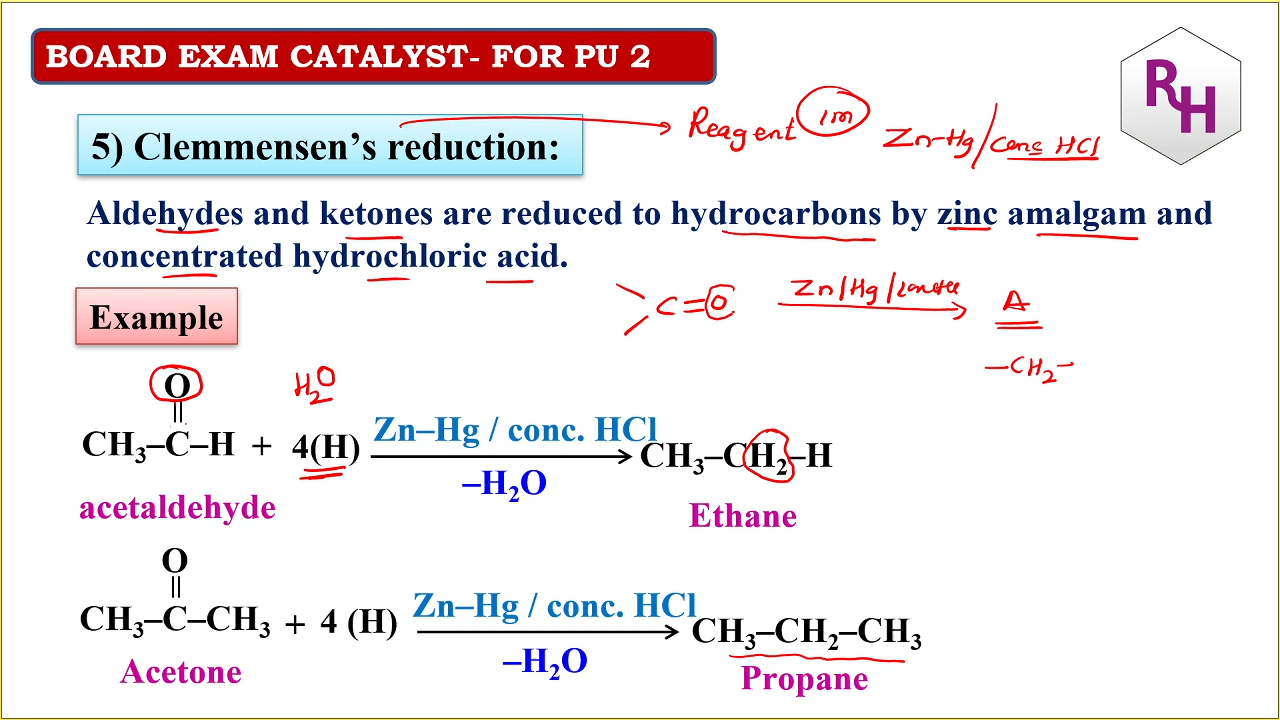 BOARD EXAM CATALYST- FOR PU 2
RH
5) Clemmensen's reduction:
Reagent 1m Zn-Hg/conc HCl
Aldehydes and ketones are reduced to hydrocarbons by zinc amalgam and
concentrated hydrochloric acid.
Example
C=O Zn/Hg/ A
-CH₂-
O
||
CH₃–C–H + 4(H) Zn–Hg / conc. HCl CH₃–CH₂–H
H₂O
–H₂O
acetaldehyde
Ethane
O
||
CH₃–C–CH₃ + 4 (H) Zn–Hg / conc. HCl CH₃–CH₂–CH₃
–H₂O
Acetone
Propane